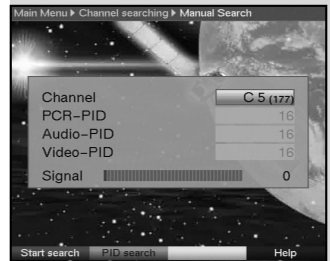 Main Menu ▶ Channel searching ▶ Manual Search
Channel C 5 (177)
PCR-PID 16
Audio-PID 16
Video-PID 16
Signal 0
Start search PID search Help